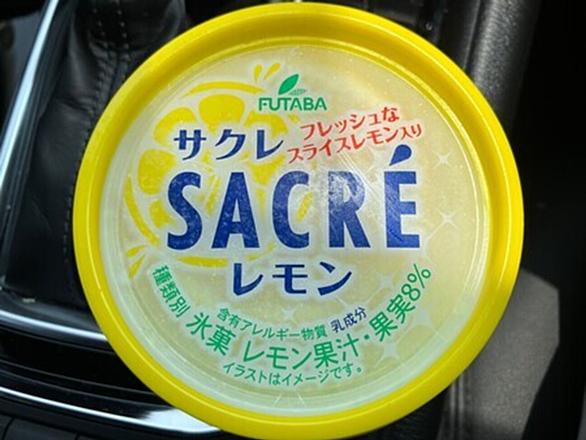 FUTABA
フレッシュな
スライスレモン入り
サクレ
SACRÉ
レモン
含有アレルギー物質 乳成分
種類別 氷菓 レモン果汁・果実8%
イラストはイメージです。